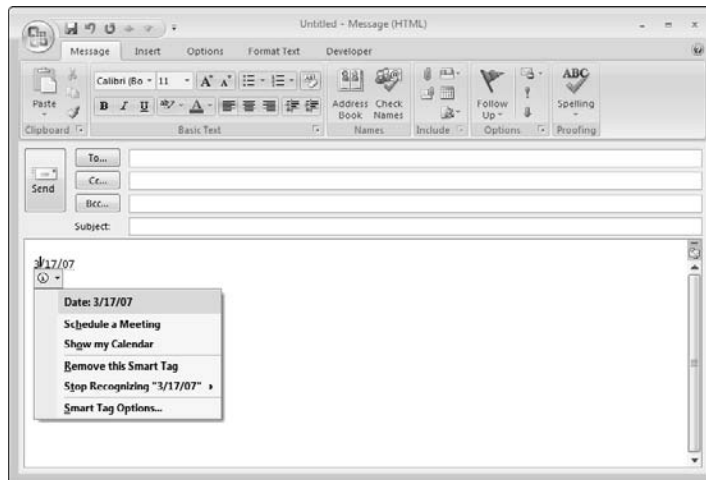 Untitled - Message (HTML)
Message Insert Options Format Text Developer
Paste
Calibri (Bo 11
B I U
Address Book
Check Names
Follow Up
ABC
Spelling
Clipboard Basic Text Names Include Options Proofing
Send
To...
Cc...
Bcc...
Subject:
3/17/07
Date: 3/17/07
Schedule a Meeting
Show my Calendar
Remove this Smart Tag
Stop Recognizing "3/17/07"
Smart Tag Options...